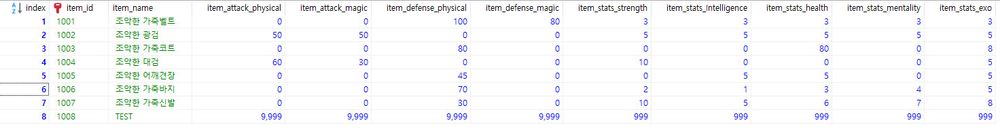 A Z index item_id item_name item_attack_physical item_attack_magic item_defense_physical item_defense_magic item_stats_strength item_stats_Intelligence item_stats_health item_stats_mentality item_stats_exo
1 1001 조악한 가죽벨트 0 0 100 80 3 3 3 3 3
2 1002 조악한 광검 50 50 0 0 5 5 5 5 5
3 1003 조악한 가죽코트 0 0 80 0 0 0 80 0 8
4 1004 조악한 대검 60 30 0 0 10 0 0 0 5
5 1005 조악한 어깨견장 0 0 45 0 0 5 5 0 5
6 1006 조악한 가죽바지 0 0 70 0 2 1 3 4 5
7 1007 조악한 가죽신발 0 0 30 0 10 5 6 7 8
8 1008 TEST 9,999 9,999 9,999 9,999 999 999 999 999 999